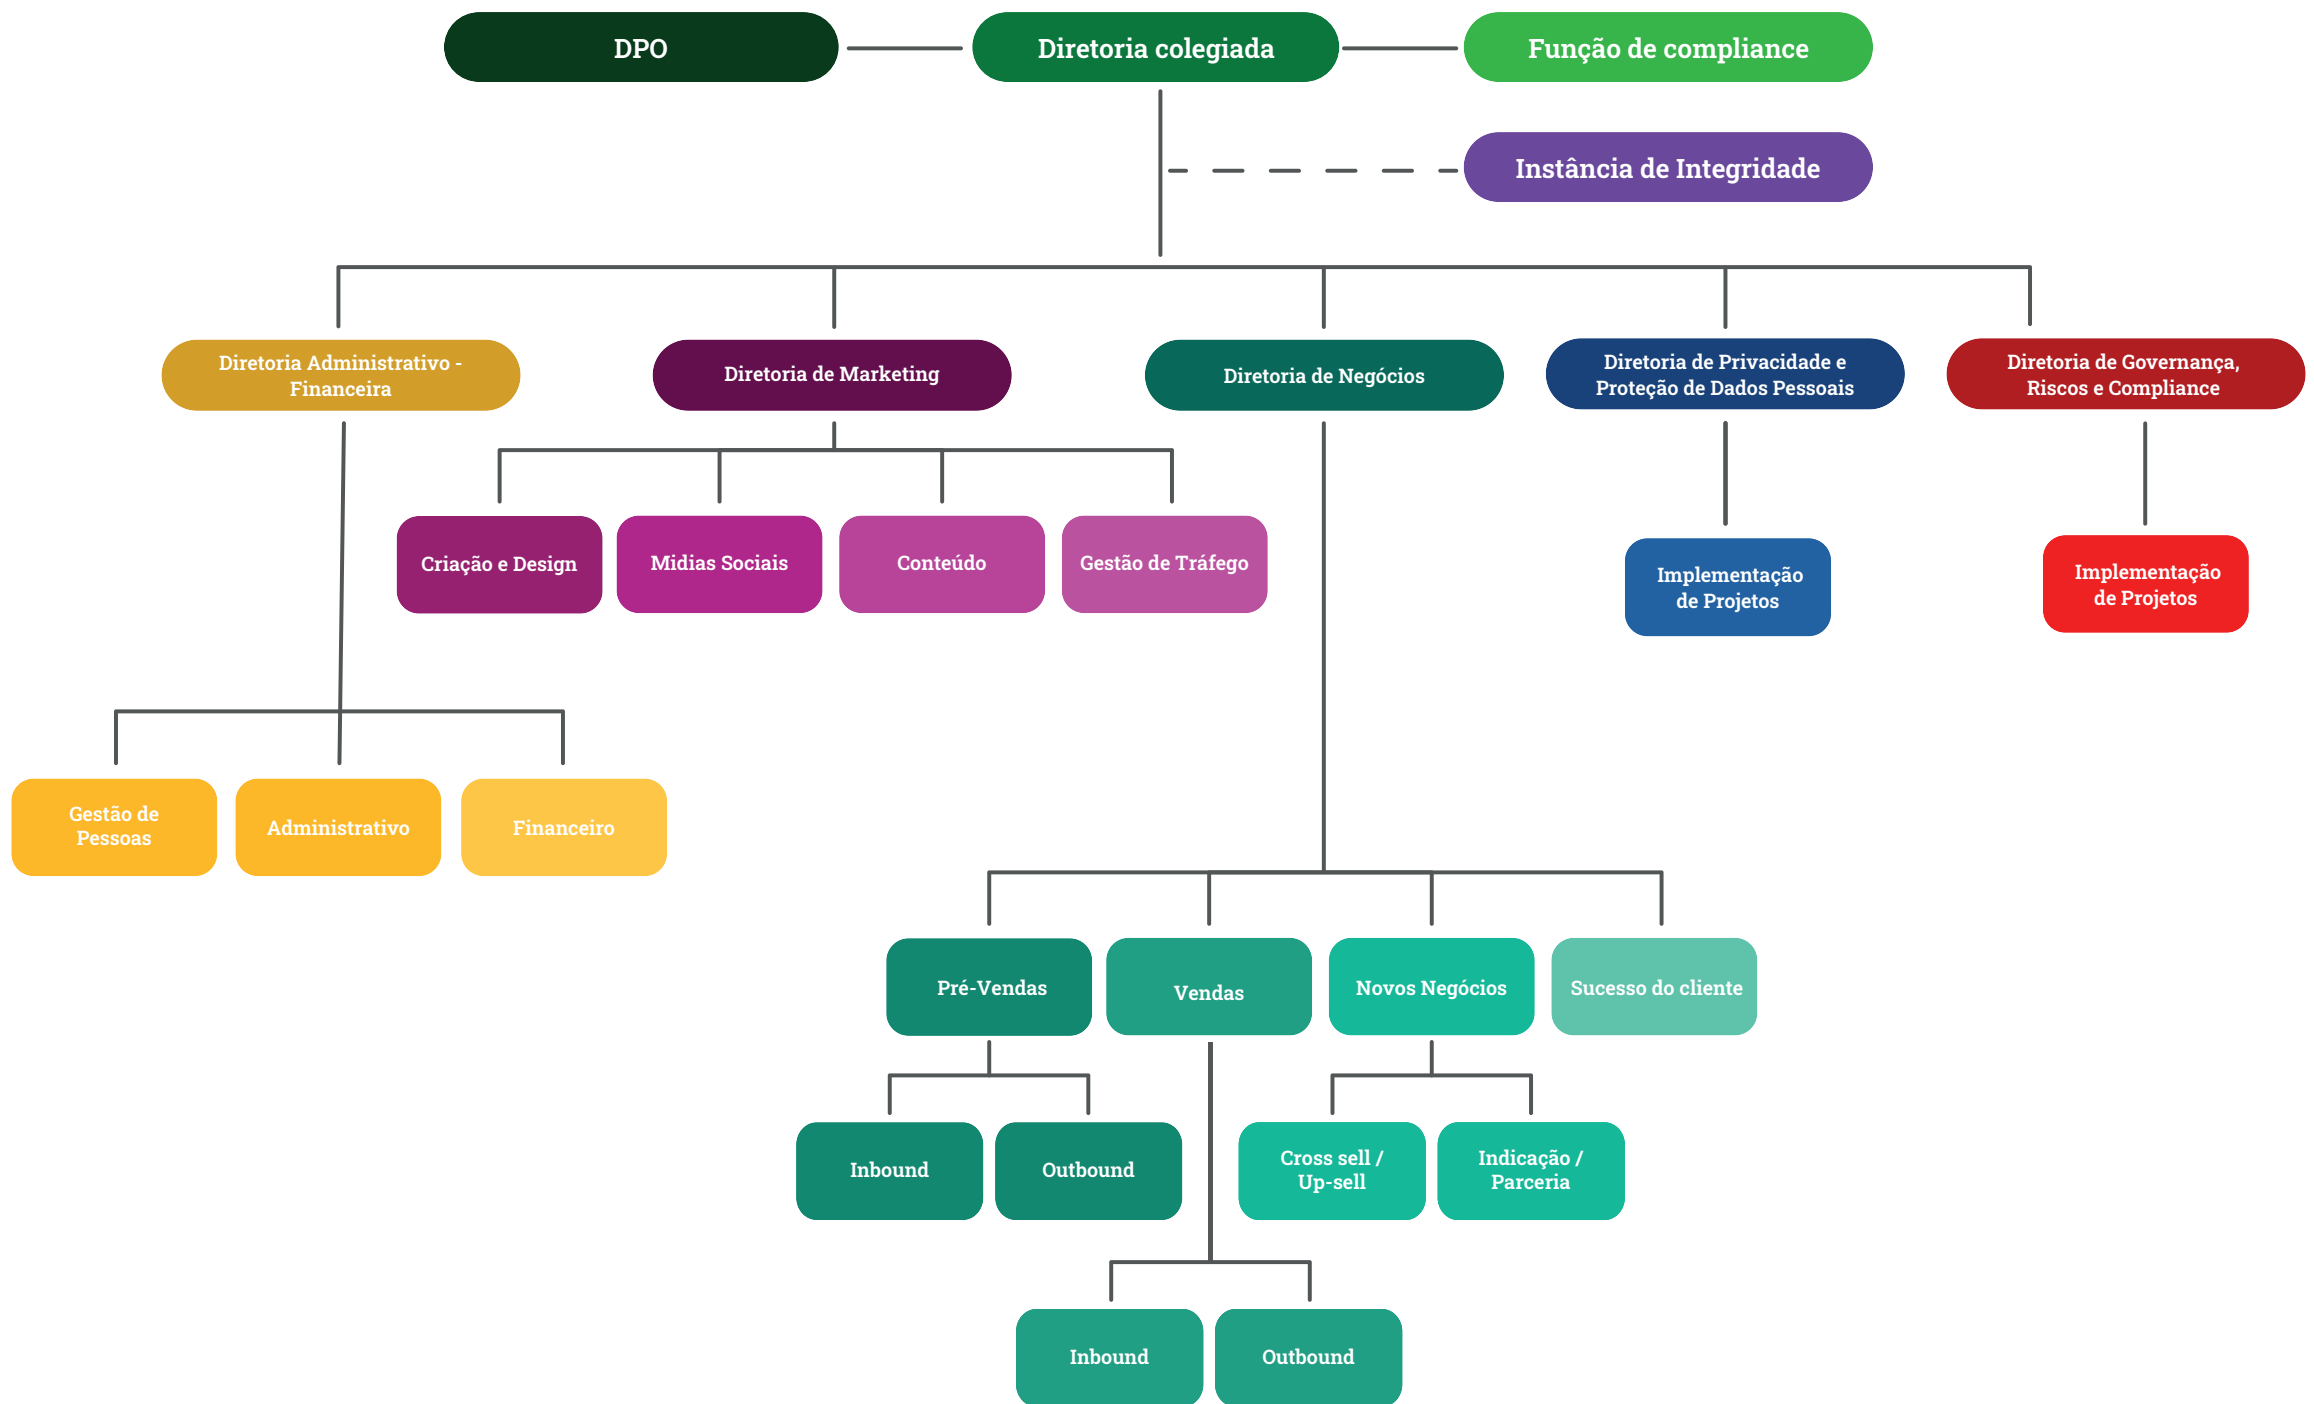 DPO
Diretoria colegiada
Função de compliance
Instância de Integridade
Diretoria Administrativo -
Financeira
Diretoria de Marketing
Diretoria de Negócios
Diretoria de Privacidade e
Proteção de Dados Pessoais
Diretoria de Governança,
Riscos e Compliance
Criação e Design
Midias Sociais
Conteúdo
Gestão de Tráfego
Implementação
de Projetos
Implementação
de Projetos
Gestão de
Pessoas
Administrativo
Financeiro
Pré-Vendas
Vendas
Novos Negócios
Sucesso do cliente
Inbound
Outbound
Cross sell /
Up-sell
Indicação /
Parceria
Inbound
Outbound